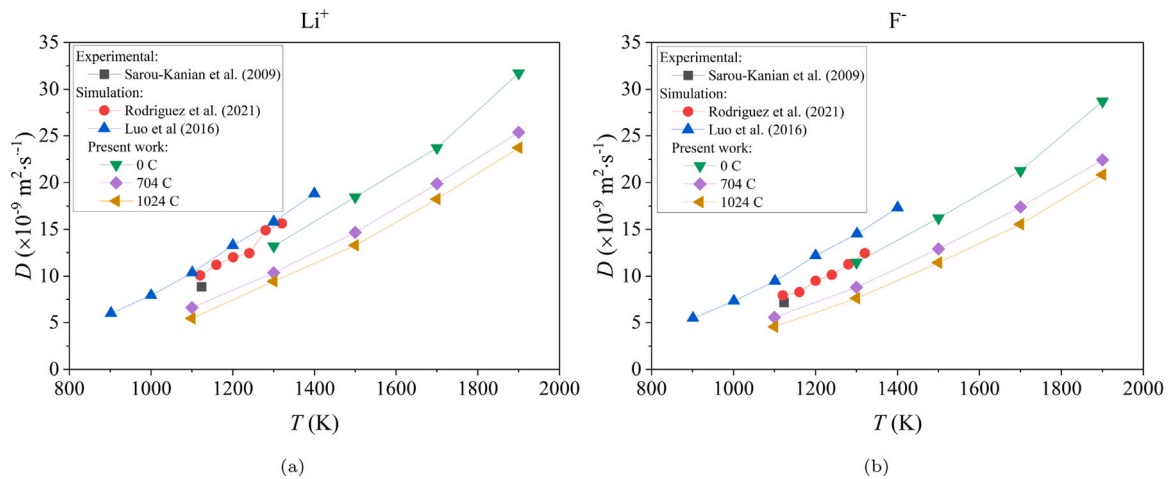 Li⁺
35
30
25
20
15
10
5
0
D (×10⁻⁹ m²·s⁻¹)
Experimental:
Sarou-Kanian et al. (2009)
Simulation:
Rodriguez et al. (2021)
Luo et al (2016)
Present work:
0 C
704 C
1024 C
800 1000 1200 1400 1600 1800 2000
T (K)
(a)
F⁻
35
30
25
20
15
10
5
0
D (×10⁻⁹ m²·s⁻¹)
Experimental:
Sarou-Kanian et al. (2009)
Simulation:
Rodriguez et al. (2021)
Luo et al. (2016)
Present work:
0 C
704 C
1024 C
800 1000 1200 1400 1600 1800 2000
T (K)
(b)